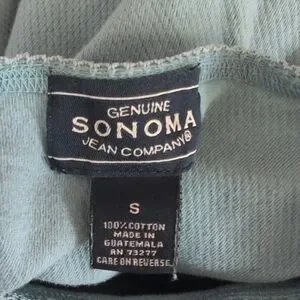 GENUINE
SONOMA
JEAN COMPANY®
S
100% COTTON
MADE IN
GUATEMALA
RN 73277
CARE ON REVERSE